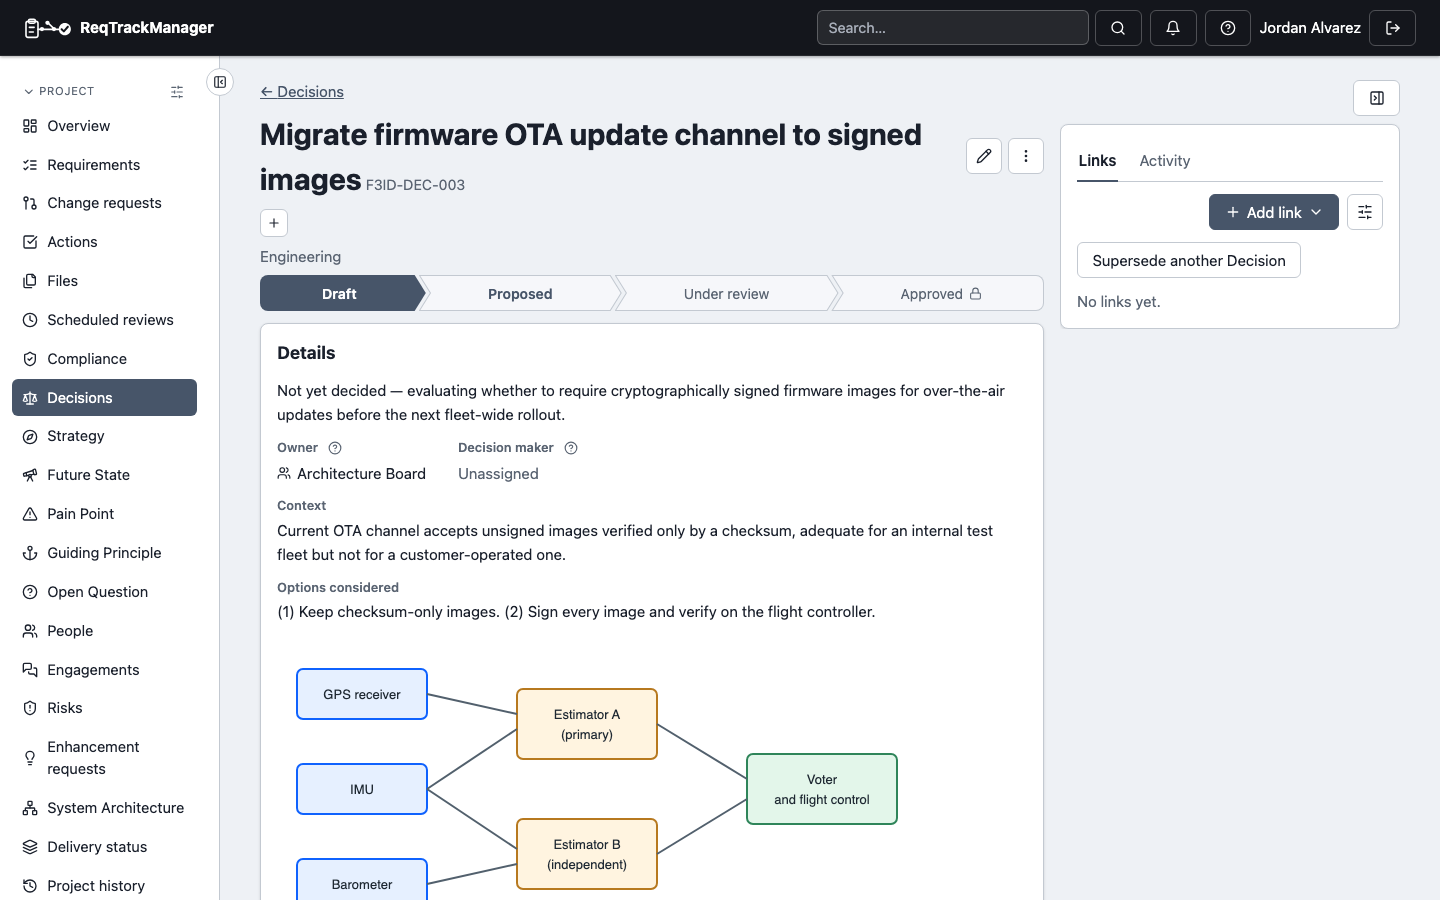 ReqTrackManager
Search...
Jordan Alvarez
PROJECT
Overview
Requirements
Change requests
Actions
Files
Scheduled reviews
Compliance
Decisions
Strategy
Future State
Pain Point
Guiding Principle
Open Question
People
Engagements
Risks
Enhancement
requests
System Architecture
Delivery status
Project history
← Decisions
Migrate firmware OTA update channel to signed
images F3ID-DEC-003
Engineering
Draft
Proposed
Under review
Approved
Details
Not yet decided — evaluating whether to require cryptographically signed firmware images for over-the-air
updates before the next fleet-wide rollout.
Owner
Decision maker
Architecture Board
Unassigned
Context
Current OTA channel accepts unsigned images verified only by a checksum, adequate for an internal test
fleet but not for a customer-operated one.
Options considered
(1) Keep checksum-only images. (2) Sign every image and verify on the flight controller.
GPS receiver
IMU
Barometer
Estimator A
(primary)
Estimator B
(independent)
Voter
and flight control
Links
Activity
Add link
Supersede another Decision
No links yet.